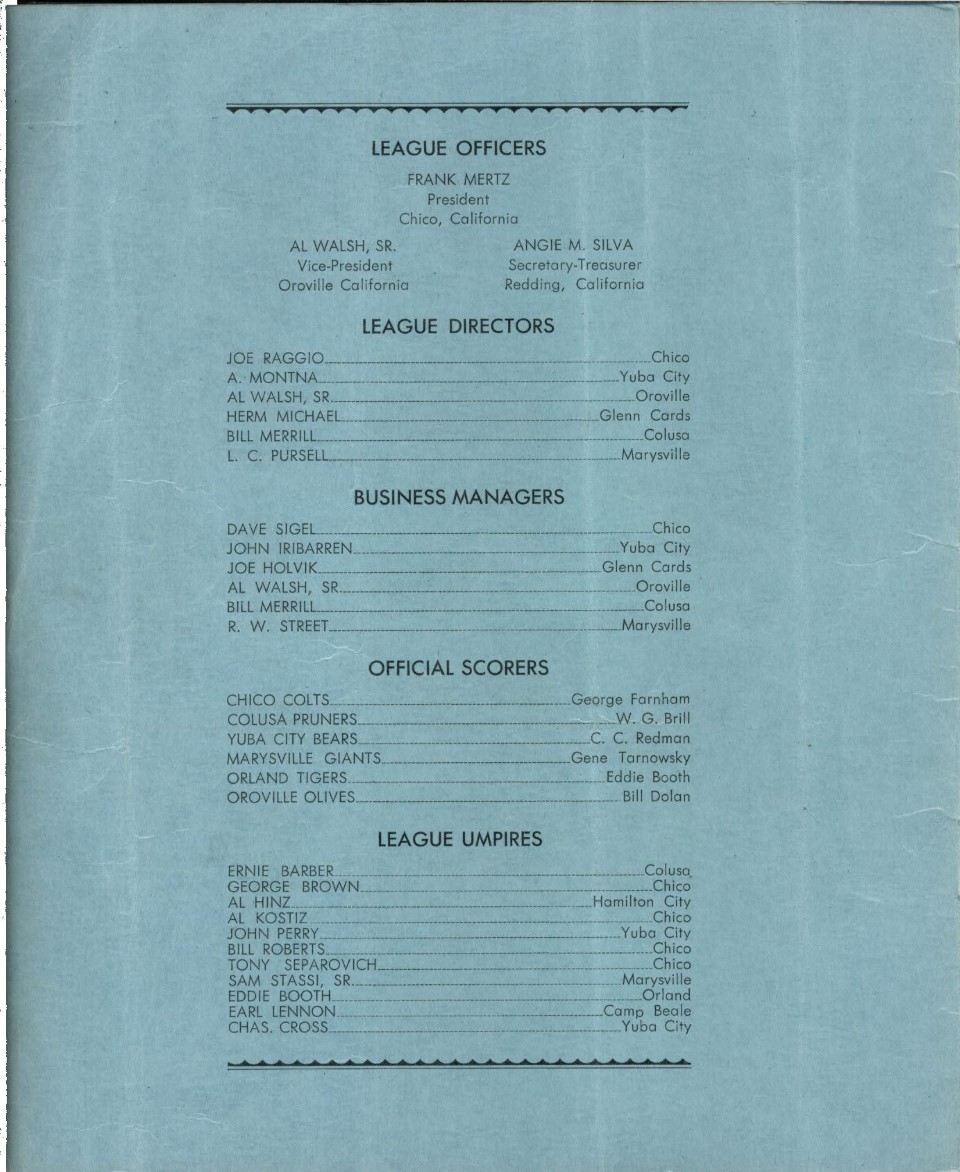 LEAGUE OFFICERS
FRANK MERTZ
President
Chico, California
AL WALSH, SR.
Vice-President
Oroville California
ANGIE M. SILVA
Secretary-Treasurer
Redding, California
LEAGUE DIRECTORS
JOE RAGGIO Chico
A. MONTNA Yuba City
AL WALSH, SR. Oroville
HERM MICHAEL Glenn Cards
BILL MERRILL Colusa
L. C. PURSELL Marysville
BUSINESS MANAGERS
DAVE SIGEL Chico
JOHN IRIBARREN Yuba City
JOE HOLVIK Glenn Cards
AL WALSH, SR. Oroville
BILL MERRILL Colusa
R. W. STREET Marysville
OFFICIAL SCORERS
CHICO COLTS George Farnham
COLUSA PRUNERS W. G. Brill
YUBA CITY BEARS C. C. Redman
MARYSVILLE GIANTS Gene Tarnowsky
ORLAND TIGERS Eddie Booth
OROVILLE OLIVES Bill Dolan
LEAGUE UMPIRES
ERNIE BARBER Colusa
GEORGE BROWN Chico
AL HINZ Hamilton City
AL KOSTIZ Chico
JOHN PERRY Yuba City
BILL ROBERTS Chico
TONY SEPAROVICH Chico
SAM STASSI, SR. Marysville
EDDIE BOOTH Orland
EARL LENNON Camp Beale
CHAS. CROSS Yuba City